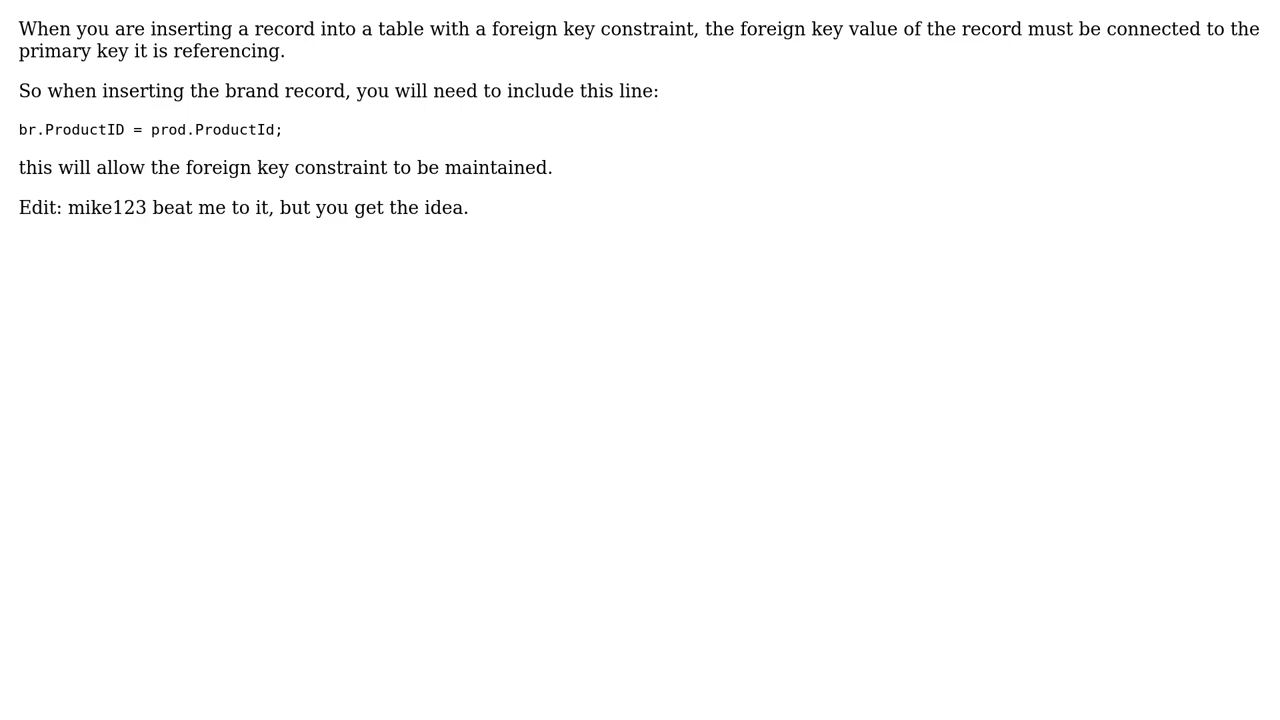 When you are inserting a record into a table with a foreign key constraint, the foreign key value of the record must be connected to the
primary key it is referencing.
So when inserting the brand record, you will need to include this line:
br.ProductID = prod.ProductId;
this will allow the foreign key constraint to be maintained.
Edit: mike123 beat me to it, but you get the idea.